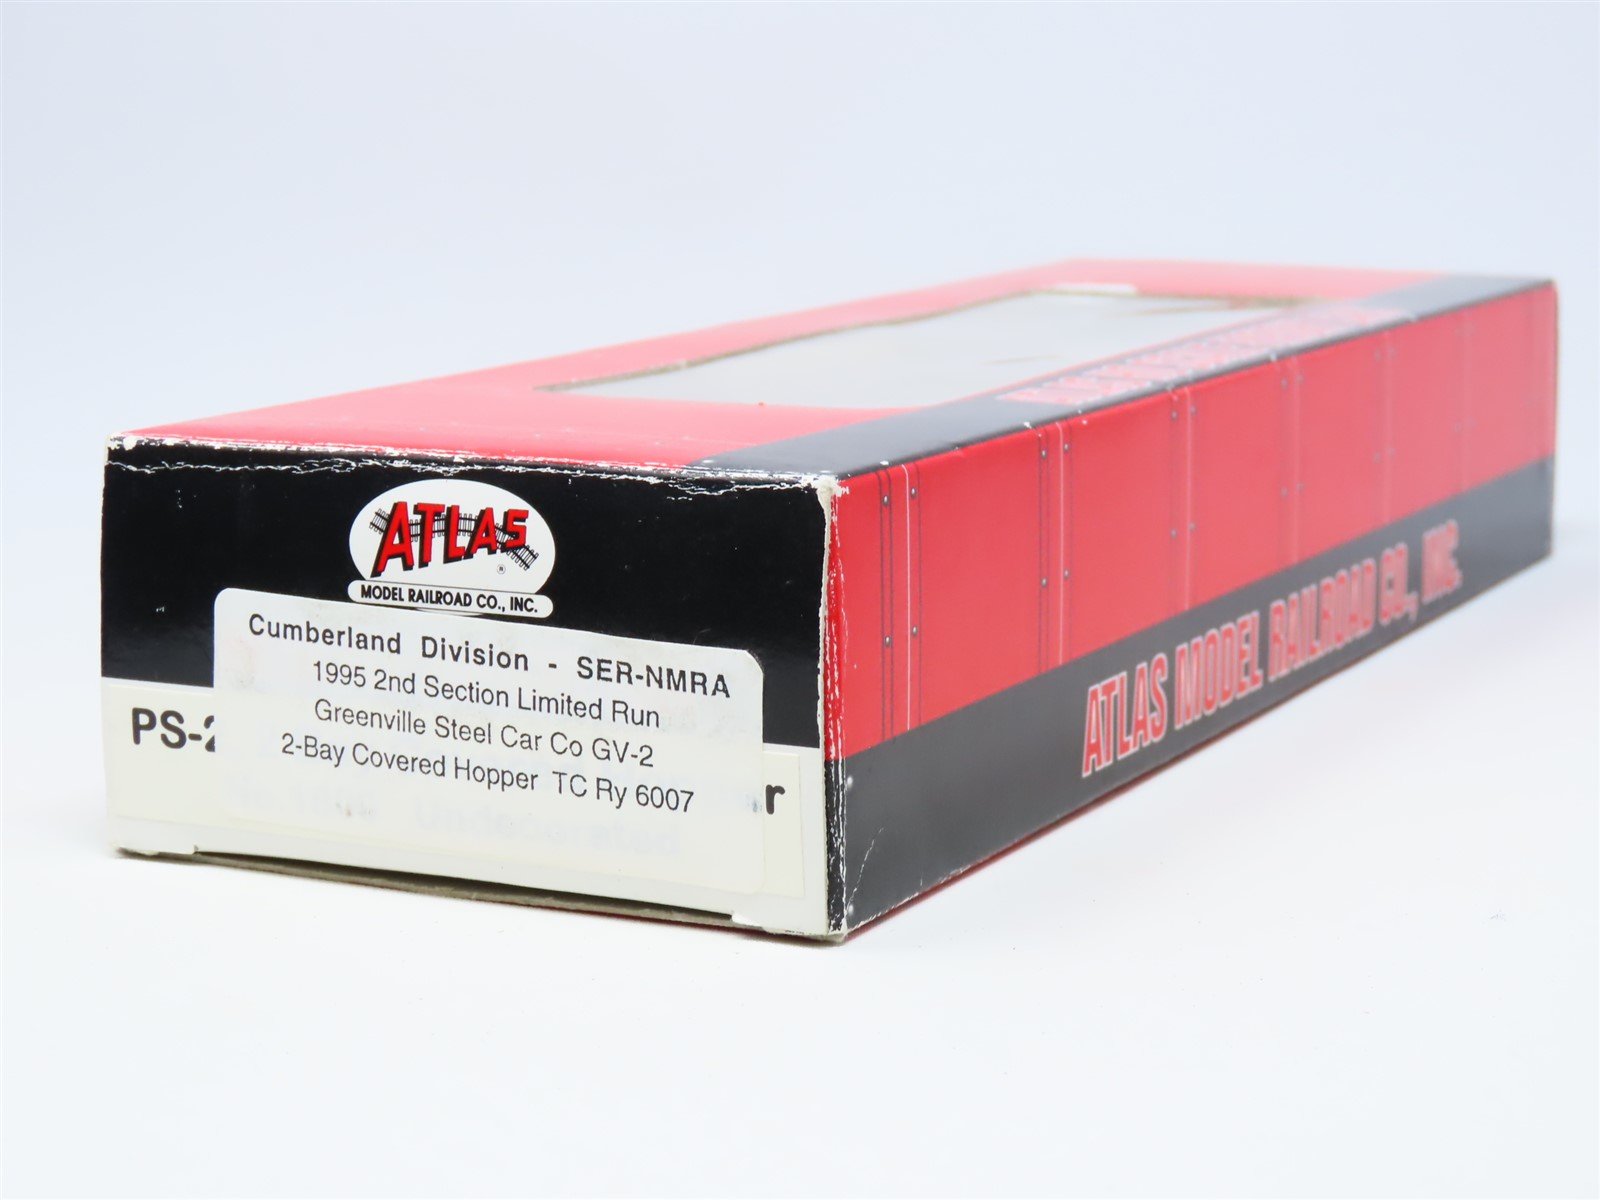 ATLAS
MODEL RAILROAD CO., INC.
Cumberland Division - SER-NMRA
1995 2nd Section Limited Run
Greenville Steel Car Co GV-2
2-Bay Covered Hopper TC Ry 6007
PS-2
r
Undecorated
ATLAS MODEL RAILROAD CO., INC.